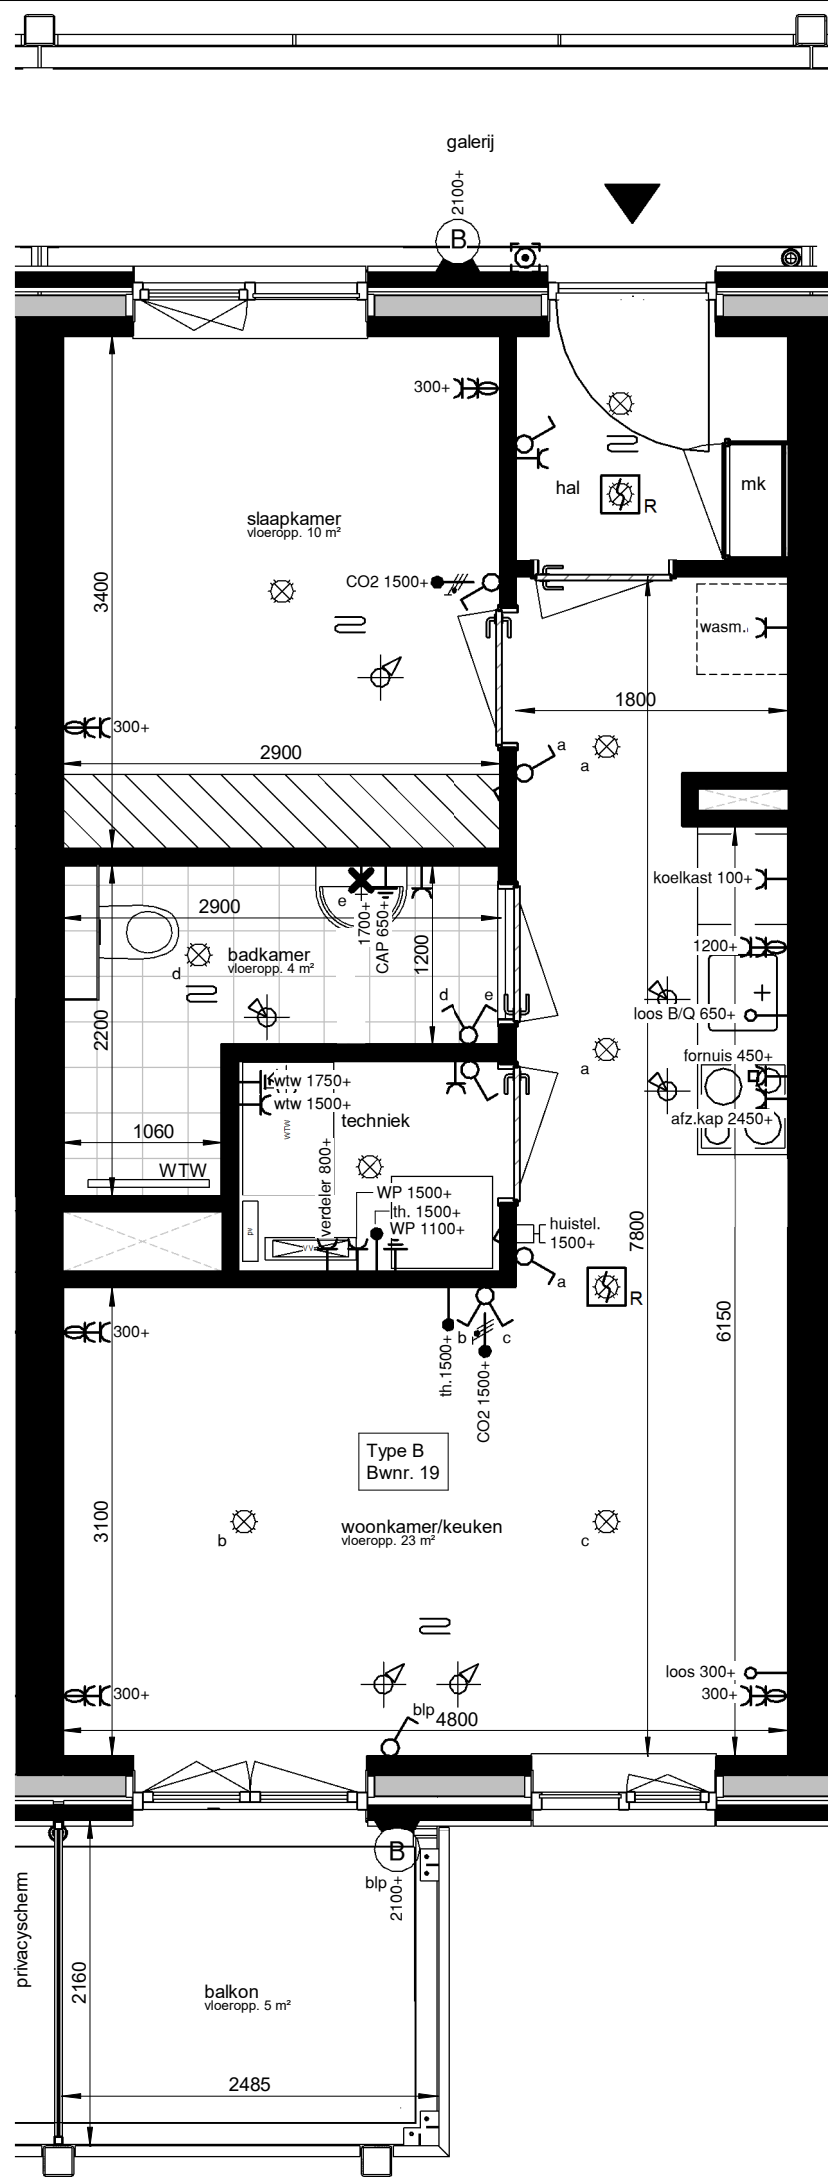 galerij
2100+
B
300+
hal
R
mk
slaapkamer
vloeropp. 10 m²
3400
CO2 1500+
wasm.
1800
300+
a
a
2900
koelkast 100+
2900
e
1700+
CAP 650+
1200
badkamer
vloeropp. 4 m²
d
1200+
2200
d
e
loos B/Q 650+
a
fornuis 450+
wtw 1750+
wtw 1500+
WTW
techniek
afz.kap 2450+
1060
WTW
verdeler 800+
WP 1500+
th. 1500+
WP 1100+
pv
huistel.
1500+
7800
a
R
6150
300+
b
c
th.1500+
CO2 1500+
Type B
Bwnr. 19
3100
woonkamer/keuken
vloeropp. 23 m²
b
c
loos 300+
300+
300+
blp
4800
B
blp
2100+
privacyscherm
2160
balkon
vloeropp. 5 m²
2485